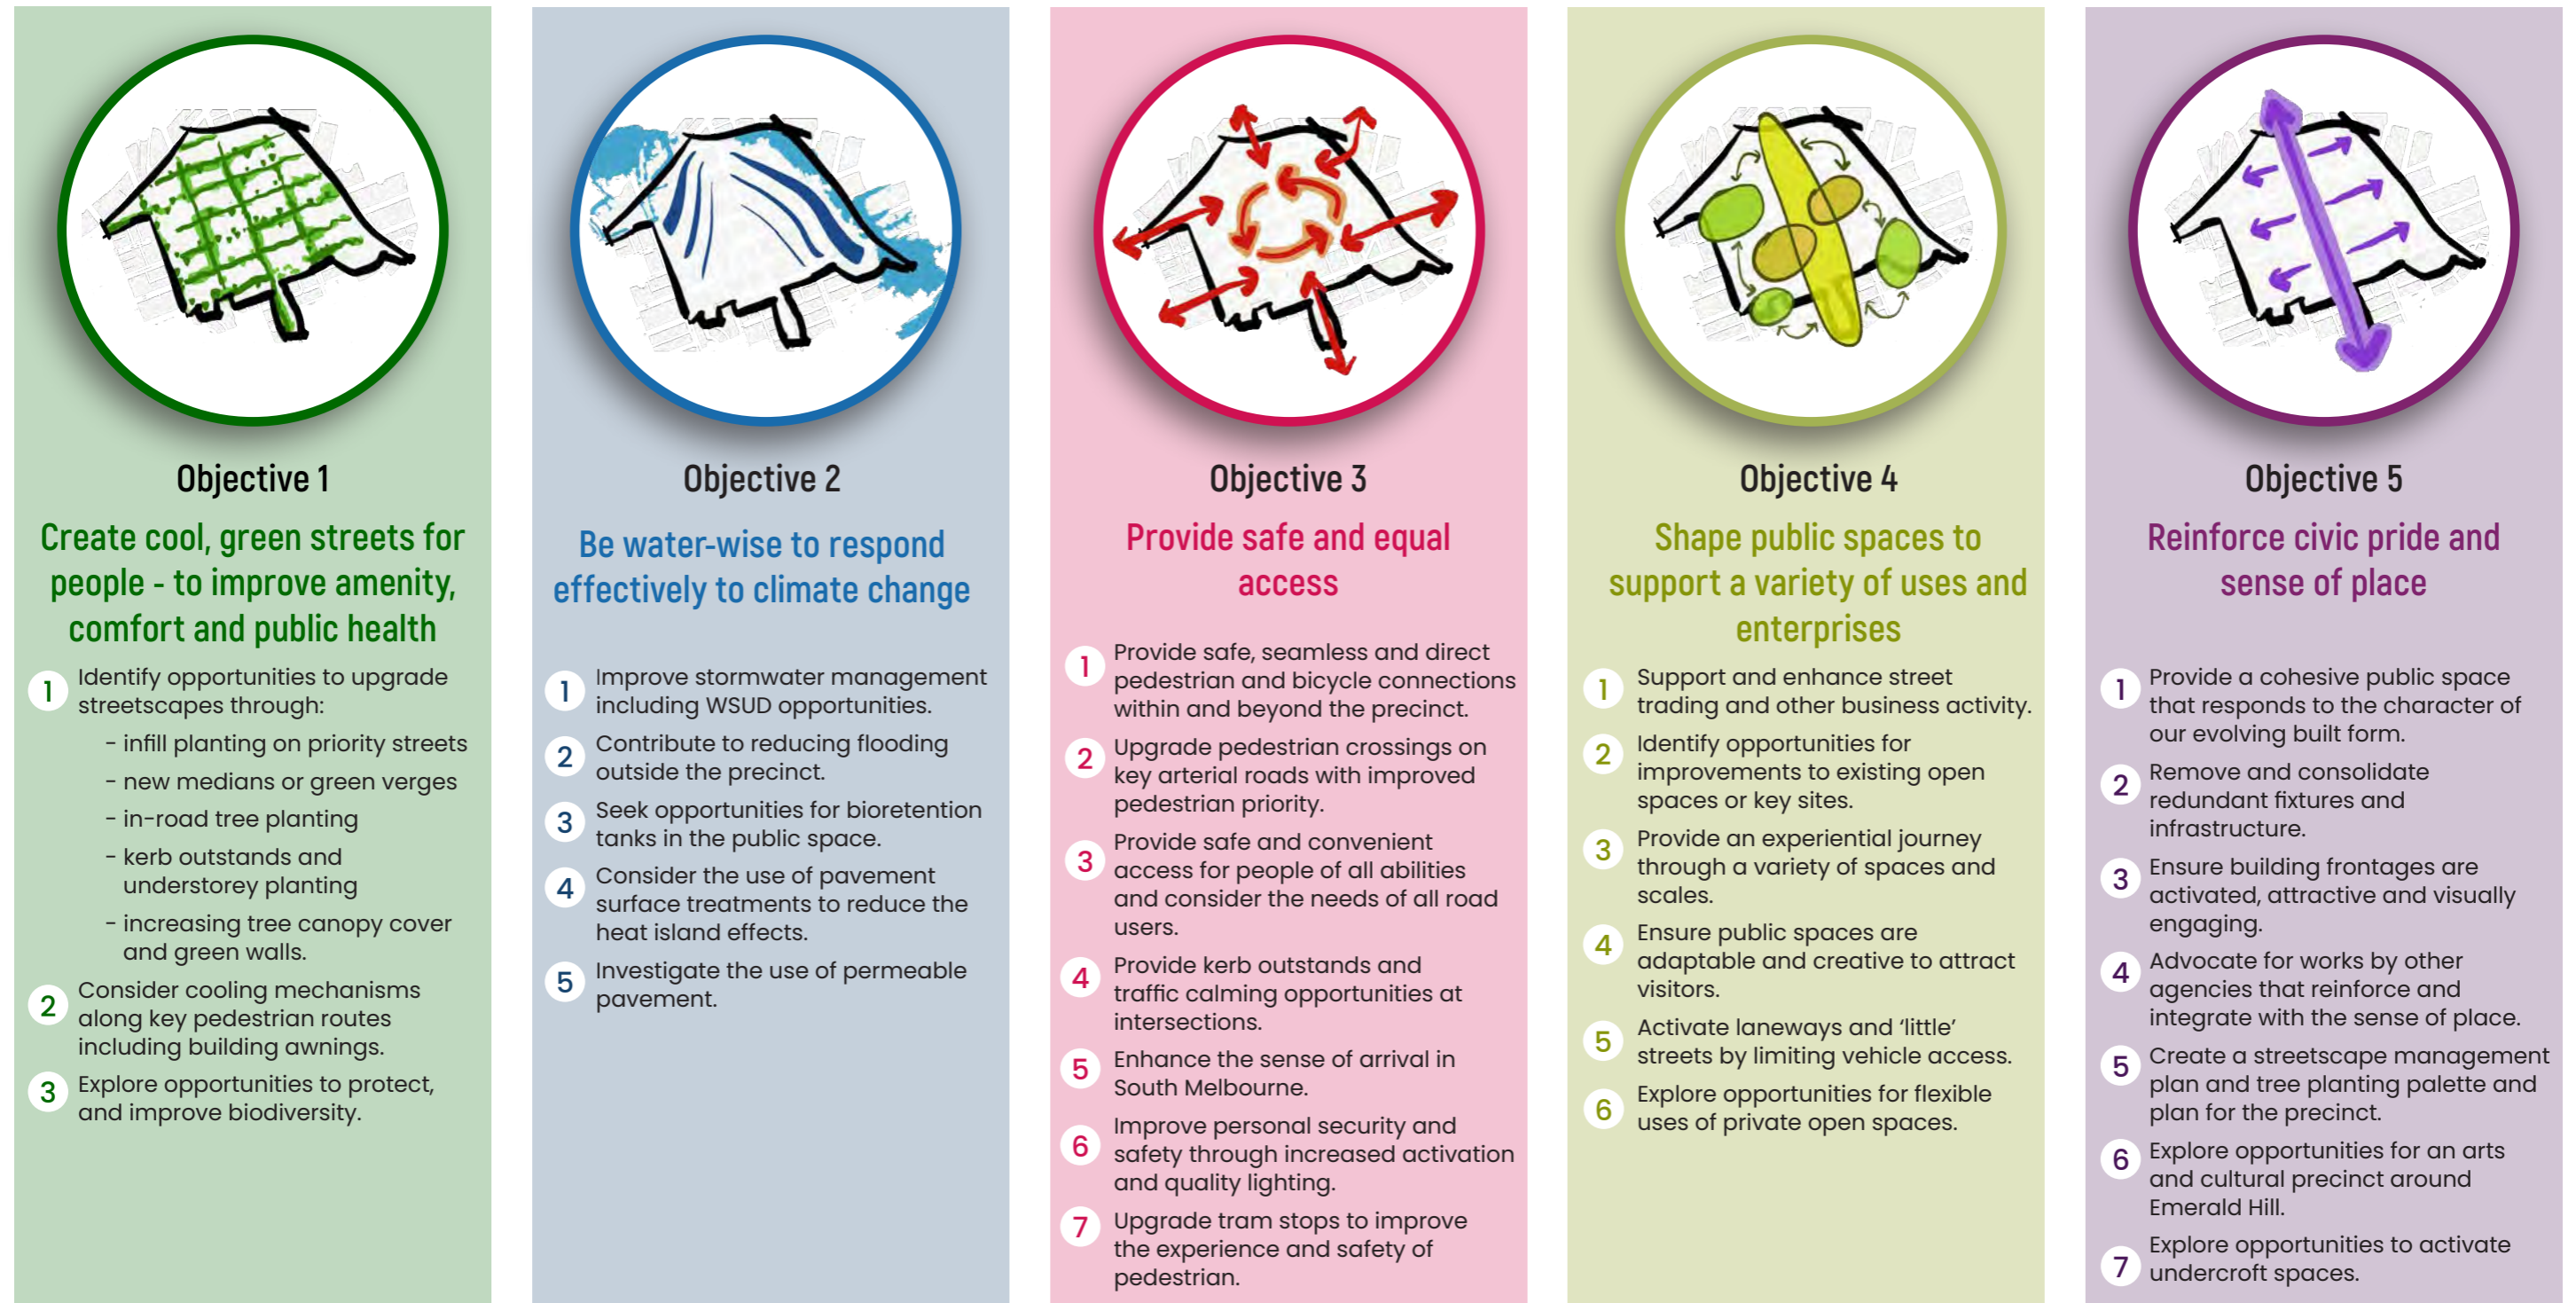 Objective 1
Create cool, green streets for
people - to improve amenity,
comfort and public health
1 Identify opportunities to upgrade
streetscapes through:
- infill planting on priority streets
- new medians or green verges
- in-road tree planting
- kerb outstands and
understorey planting
- increasing tree canopy cover
and green walls.
2 Consider cooling mechanisms
along key pedestrian routes
including building awnings.
3 Explore opportunities to protect,
and improve biodiversity.
Objective 2
Be water-wise to respond
effectively to climate change
1 Improve stormwater management
including WSUD opportunities.
2 Contribute to reducing flooding
outside the precinct.
3 Seek opportunities for bioretention
tanks in the public space.
4 Consider the use of pavement
surface treatments to reduce the
heat island effects.
5 Investigate the use of permeable
pavement.
Objective 3
Provide safe and equal
access
1 Provide safe, seamless and direct
pedestrian and bicycle connections
within and beyond the precinct.
2 Upgrade pedestrian crossings on
key arterial roads with improved
pedestrian priority.
3 Provide safe and convenient
access for people of all abilities
and consider the needs of all road
users.
4 Provide kerb outstands and
traffic calming opportunities at
intersections.
5 Enhance the sense of arrival in
South Melbourne.
6 Improve personal security and
safety through increased activation
and quality lighting.
7 Upgrade tram stops to improve
the experience and safety of
pedestrian.
Objective 4
Shape public spaces to
support a variety of uses and
enterprises
1 Support and enhance street
trading and other business activity.
2 Identify opportunities for
improvements to existing open
spaces or key sites.
3 Provide an experiential journey
through a variety of spaces and
scales.
4 Ensure public spaces are
adaptable and creative to attract
visitors.
5 Activate laneways and ‘little’
streets by limiting vehicle access.
6 Explore opportunities for flexible
uses of private open spaces.
Objective 5
Reinforce civic pride and
sense of place
1 Provide a cohesive public space
that responds to the character of
our evolving built form.
2 Remove and consolidate
redundant fixtures and
infrastructure.
3 Ensure building frontages are
activated, attractive and visually
engaging.
4 Advocate for works by other
agencies that reinforce and
integrate with the sense of place.
5 Create a streetscape management
plan and tree planting palette and
plan for the precinct.
6 Explore opportunities for an arts
and cultural precinct around
Emerald Hill.
7 Explore opportunities to activate
undercroft spaces.